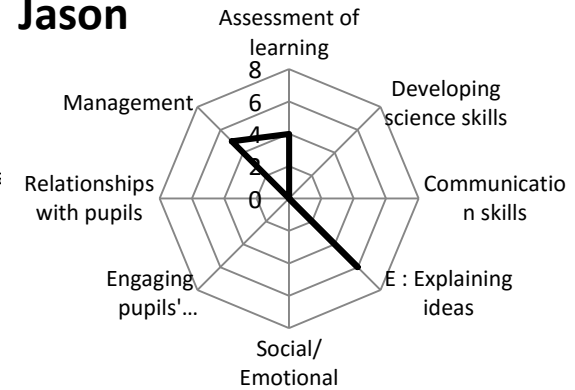 Jason
Assessment of
learning
8
6
4
2
0
Developing
science skills
Communicatio
n skills
E : Explaining
ideas
Social/
Emotional
Engaging
pupils'...
Relationships
with pupils
Management